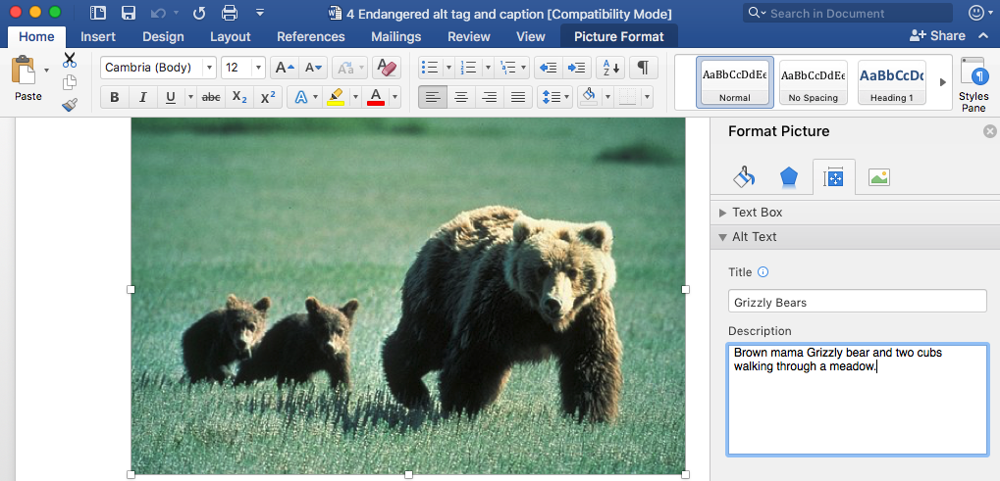 4 Endangered alt tag and caption [Compatibility Mode]
Search in Document
Home Insert Design Layout References Mailings Review View Picture Format Share
Paste
Cambria (Body) 12
A A Aa A
AaBbCcDdEe AaBbCcDdEe AaBbCcDc
Normal No Spacing Heading 1
Styles
Pane
B I U abc X2 X2 A A
A
Z
¶
Format Picture
Text Box
Alt Text
Title
Grizzly Bears
Description
Brown mama Grizzly bear and two cubs
walking through a meadow.